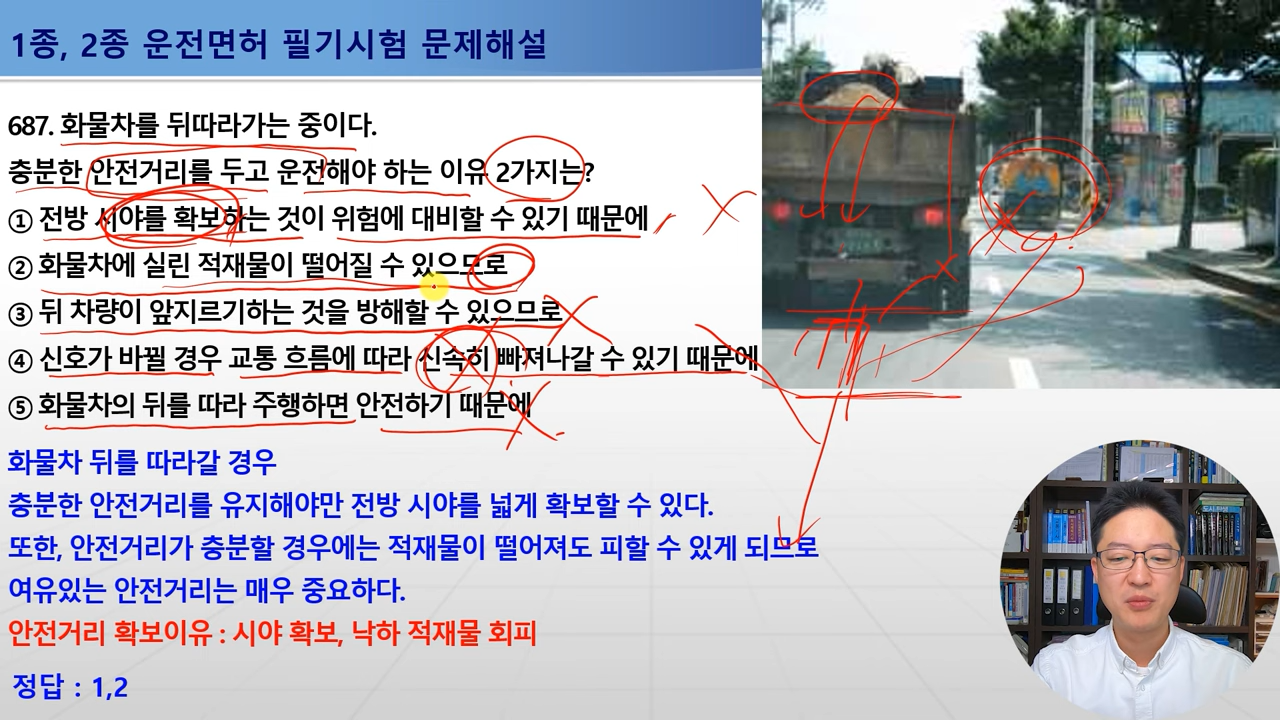 1종, 2종 운전면허 필기시험 문제해설
687. 화물차를 뒤따라가는 중이다.
충분한 안전거리를 두고 운전해야 하는 이유 2가지는?
① 전방 시야를 확보하는 것이 위험에 대비할 수 있기 때문에
② 화물차에 실린 적재물이 떨어질 수 있으므로
③ 뒤 차량이 앞지르기하는 것을 방해할 수 있으므로
④ 신호가 바뀔 경우 교통 흐름에 따라 신속히 빠져나갈 수 있기 때문에
⑤ 화물차의 뒤를 따라 주행하면 안전하기 때문에
화물차 뒤를 따라갈 경우
충분한 안전거리를 유지해야만 전방 시야를 넓게 확보할 수 있다.
또한, 안전거리가 충분할 경우에는 적재물이 떨어져도 피할 수 있게 되므로
여유있는 안전거리는 매우 중요하다.
안전거리 확보이유 : 시야 확보, 낙하 적재물 회피
정답 : 1,2